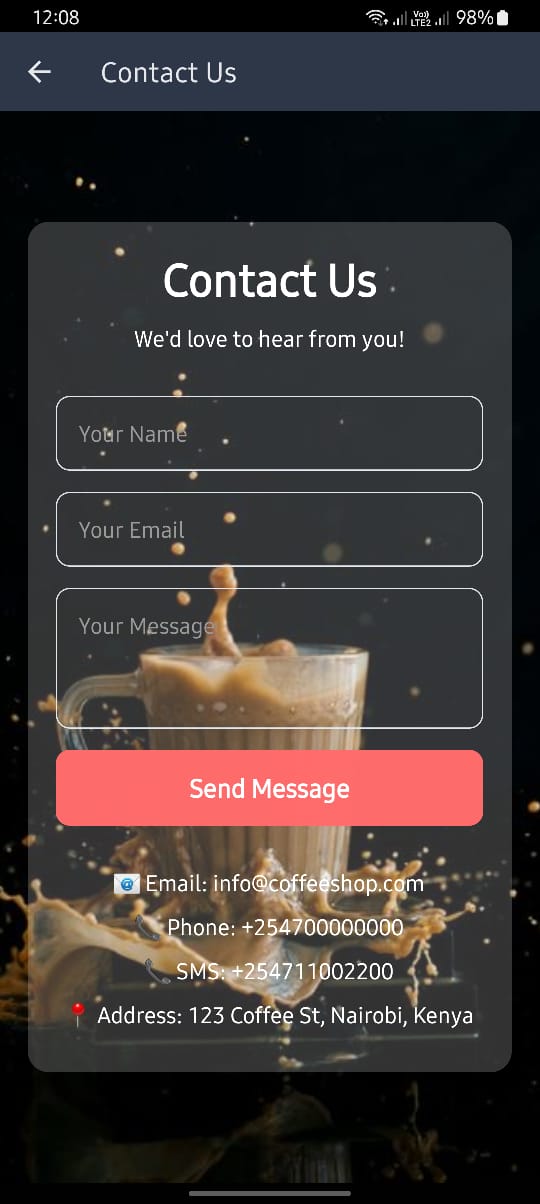 12:08
Vo))
LTE2
98%
Contact Us
Contact Us
We'd love to hear from you!
Your Name
Your Email
Your Message
Send Message
📧 Email: info@coffeeshop.com
📞 Phone: +254700000000
📞 SMS: +254711002200
📍 Address: 123 Coffee St, Nairobi, Kenya